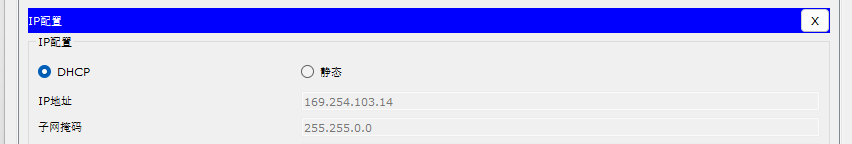 IP配置 X
IP配置
DHCP 静态
IP地址 169.254.103.14
子网掩码 255.255.0.0